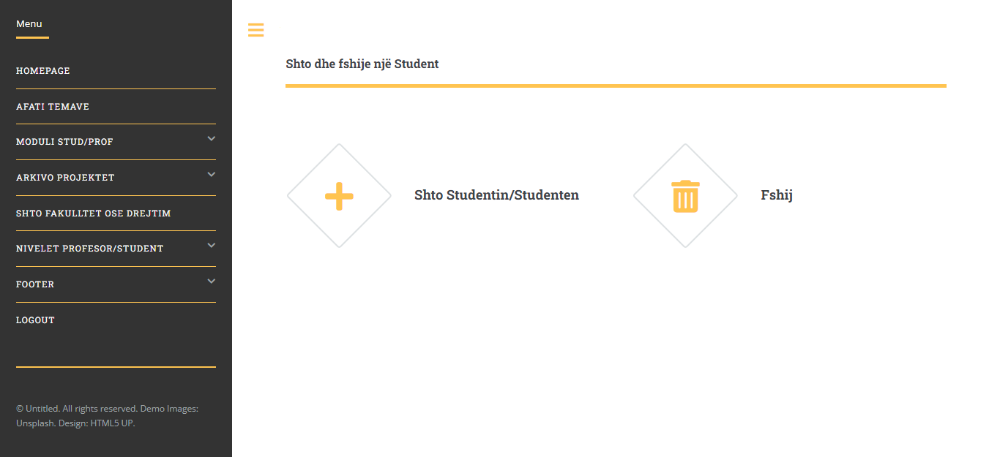 Menu
HOMEPAGE
AFATI TEMAVE
MODULI STUD/PROF
ARKIVO PROJEKTET
SHTO FAKULLTET OSE DREJTIM
NIVELET PROFESOR/STUDENT
FOOTER
LOGOUT
© Untitled. All rights reserved. Demo Images:
Unsplash. Design: HTML5 UP.
Shto dhe fshije një Student
Shto Studentin/Studenten
Fshij